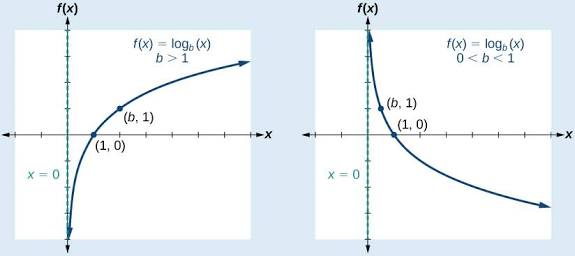 f(x)
f(x) = log_b(x)
b > 1
(b, 1)
x
(1, 0)
x = 0
f(x)
f(x) = log_b(x)
0 < b < 1
(b, 1)
(1, 0)
x
x = 0